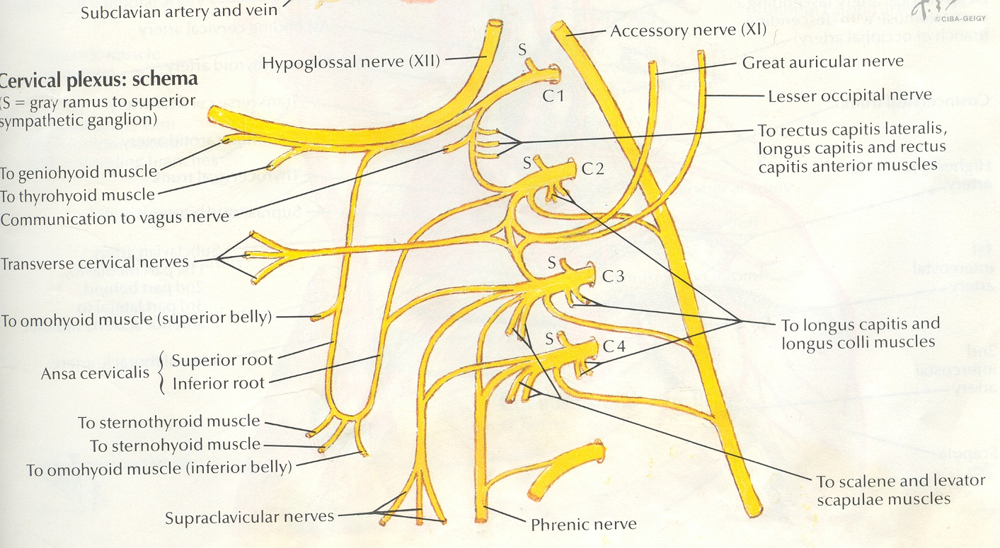 Subclavian artery and vein
©CIBA-GEIGY
Accessory nerve (XI)
Hypoglossal nerve (XII)
S
Great auricular nerve
Cervical plexus: schema
(S = gray ramus to superior
sympathetic ganglion)
C1
Lesser occipital nerve
To rectus capitis lateralis,
longus capitis and rectus
capitis anterior muscles
To geniohyoid muscle
S
C2
To thyrohyoid muscle
Communication to vagus nerve
Transverse cervical nerves
S
C3
To omohyoid muscle (superior belly)
To longus capitis and
longus colli muscles
S
C4
Ansa cervicalis
Superior root
Inferior root
To sternothyroid muscle
To sternohyoid muscle
To omohyoid muscle (inferior belly)
To scalene and levator
scapulae muscles
Supraclavicular nerves
Phrenic nerve